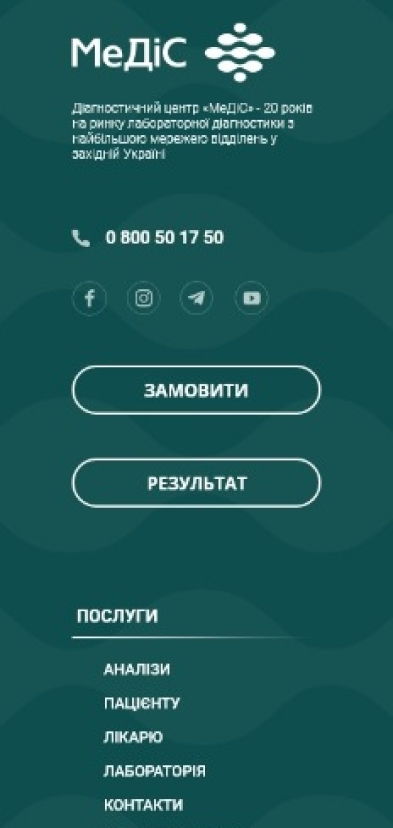 МеДіС
Діагностичний центр «МеДіС» - 20 років
на ринку лабораторної діагностики з
найбільшою мережею відділень у
західній Україні
0 800 50 17 50
ЗАМОВИТИ
РЕЗУЛЬТАТ
ПОСЛУГИ
АНАЛІЗИ
ПАЦІЄНТУ
ЛІКАРЮ
ЛАБОРАТОРІЯ
КОНТАКТИ